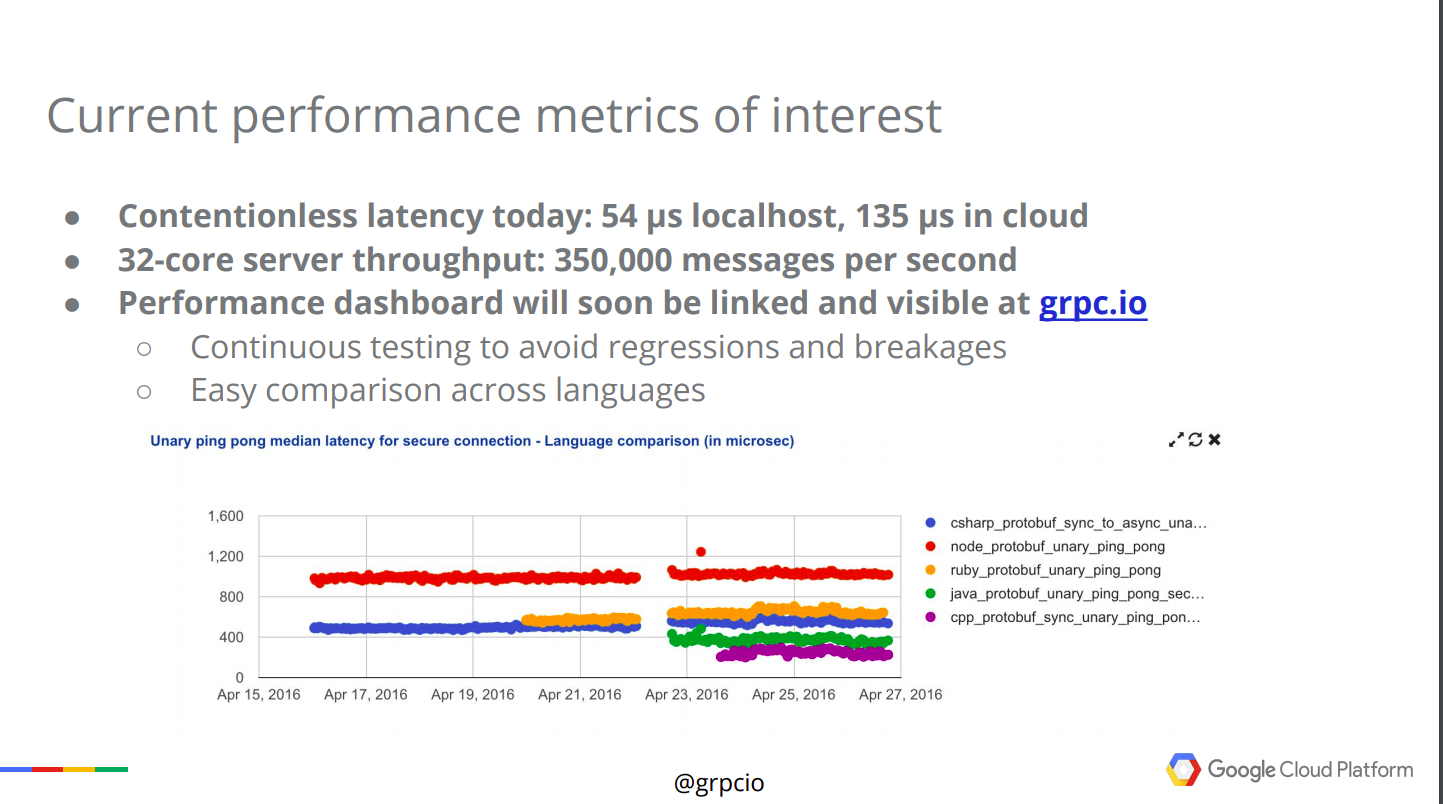 Current performance metrics of interest
● Contentionless latency today: 54 μs localhost, 135 μs in cloud
● 32-core server throughput: 350,000 messages per second
● Performance dashboard will soon be linked and visible at grpc.io
○ Continuous testing to avoid regressions and breakages
○ Easy comparison across languages
Unary ping pong median latency for secure connection - Language comparison (in microsec)
1,600
1,200
800
400
0
Apr 15, 2016 Apr 17, 2016 Apr 19, 2016 Apr 21, 2016 Apr 23, 2016 Apr 25, 2016 Apr 27, 2016
csharp_protobuf_sync_to_async_una…
node_protobuf_unary_ping_pong
ruby_protobuf_unary_ping_pong
java_protobuf_unary_ping_pong_sec…
cpp_protobuf_sync_unary_ping_pon…
@grpcio
Google Cloud Platform